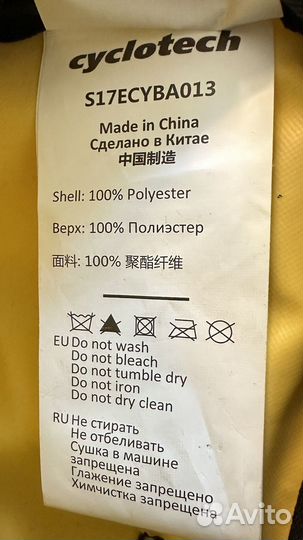 cyclotech
S17ECYBA013
Made in China
Сделано в Китае
中国制造
Shell: 100% Polyester
Верх: 100% Полиэстер
面料: 100% 聚酯纤维
EU Do not wash
Do not bleach
Do not tumble dry
Do not iron
Do not dry clean
RU Не стирать
Не отбеливать
Сушка в машине
запрещена
Глажение запрещено
Химчистка запрещена
Avito